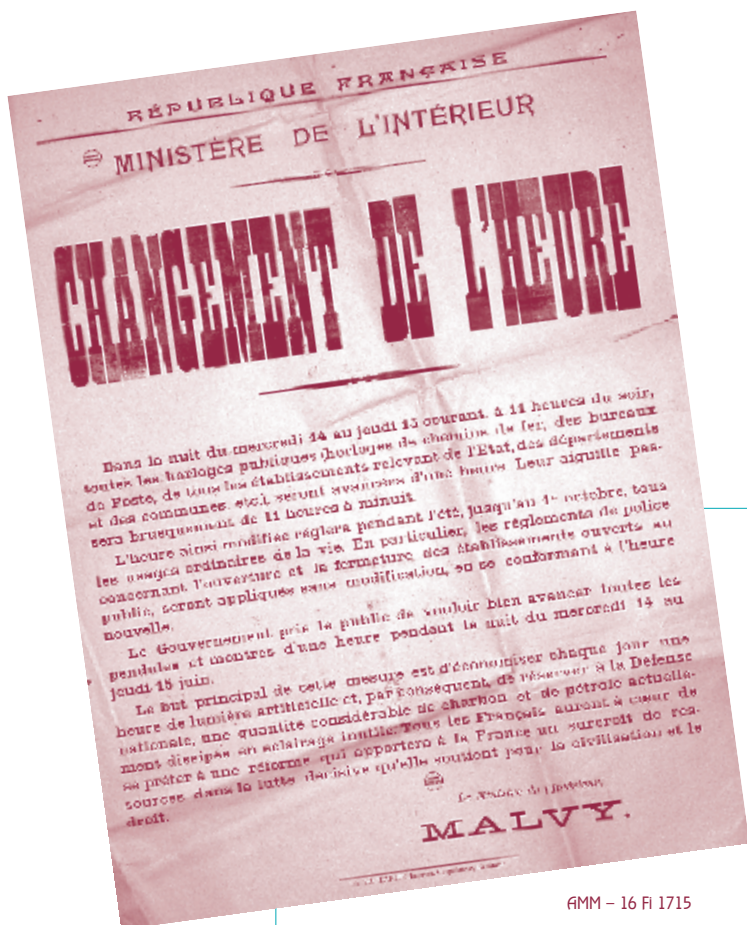 RÉPUBLIQUE FRANÇAISE
MINISTÈRE DE L'INTÉRIEUR
CHANGEMENT DE L'HEURE
Dans la nuit du mercredi 14 au jeudi 15 courant, à 11 heures du soir,
toutes les horloges publiques (horloges de chemins de fer, des bureaux
de Poste, de tous les établissements relevant de l'Etat, des départements
et des communes, etc.), seront avancées d'une heure. Leur aiguille pas-
sera brusquement de 11 heures à minuit.
L'heure ainsi modifiée réglera pendant l'été, jusqu'au 1er octobre, tous
les usages ordinaires de la vie. En particulier, les règlements de police
concernant l'ouverture et la fermeture des établissements ouverts au
public, seront appliqués sans modification, en se conformant à l'heure
nouvelle.
Le Gouvernement prie le public de vouloir bien avancer toutes les
pendules et montres d'une heure pendant la nuit du mercredi 14 au
jeudi 15 juin.
Le but principal de cette mesure est d'économiser chaque jour une
heure de lumière artificielle et, par conséquent, de réserver à la Défense
nationale, une quantité considérable de charbon et de pétrole actuelle-
ment dissipés en éclairage inutile. Tous les Français auront à cœur de
se prêter à une réforme qui apportera à la France un surcroît de res-
sources dans la lutte décisive qu'elle soutient pour la civilisation et le
droit.
Le Ministre de l'Intérieur,
MALVY.
AMM – 16 Fi 1715